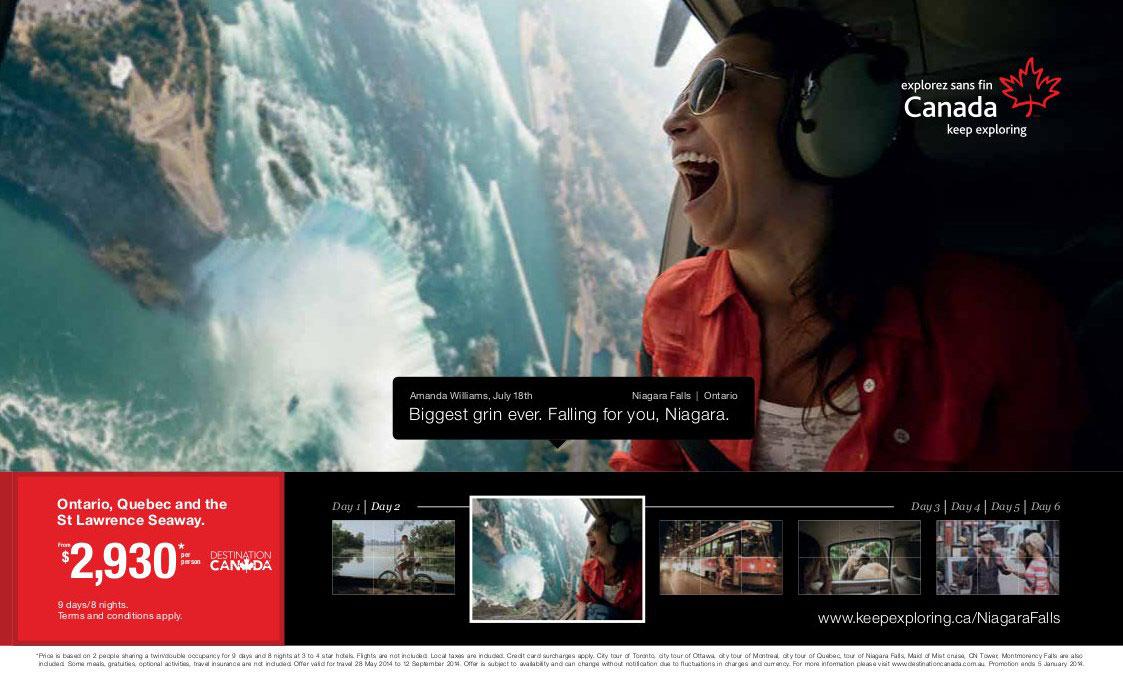 explorez sans fin
Canada
keep exploring
Amanda Williams, July 18th Niagara Falls | Ontario
Biggest grin ever. Falling for you, Niagara.
Ontario, Quebec and the
St Lawrence Seaway.
From $2,930* per person
DESTINATION
CANADA
9 days/8 nights.
Terms and conditions apply.
Day 1 | Day 2 Day 3 | Day 4 | Day 5 | Day 6
www.keepexploring.ca/NiagaraFalls
*Price is based on 2 people sharing a twin/double occupancy for 9 days and 8 nights at 3 to 4 star hotels. Flights are not included. Local taxes are included. Credit card surcharges apply. City tour of Toronto, city tour of Ottawa, city tour of Montreal, city tour of Quebec, tour of Niagara Falls, Maid of Mist cruise, CN Tower, Montmorency Falls are also
included. Some meals, gratuities, optional activities, travel insurance are not included. Offer valid for travel 28 May 2014 to 12 September 2014. Offer is subject to availability and can change without notification due to fluctuations in charges and currency. For more information please visit www.destinationcanada.com.au. Promotion ends 5 January 2014.